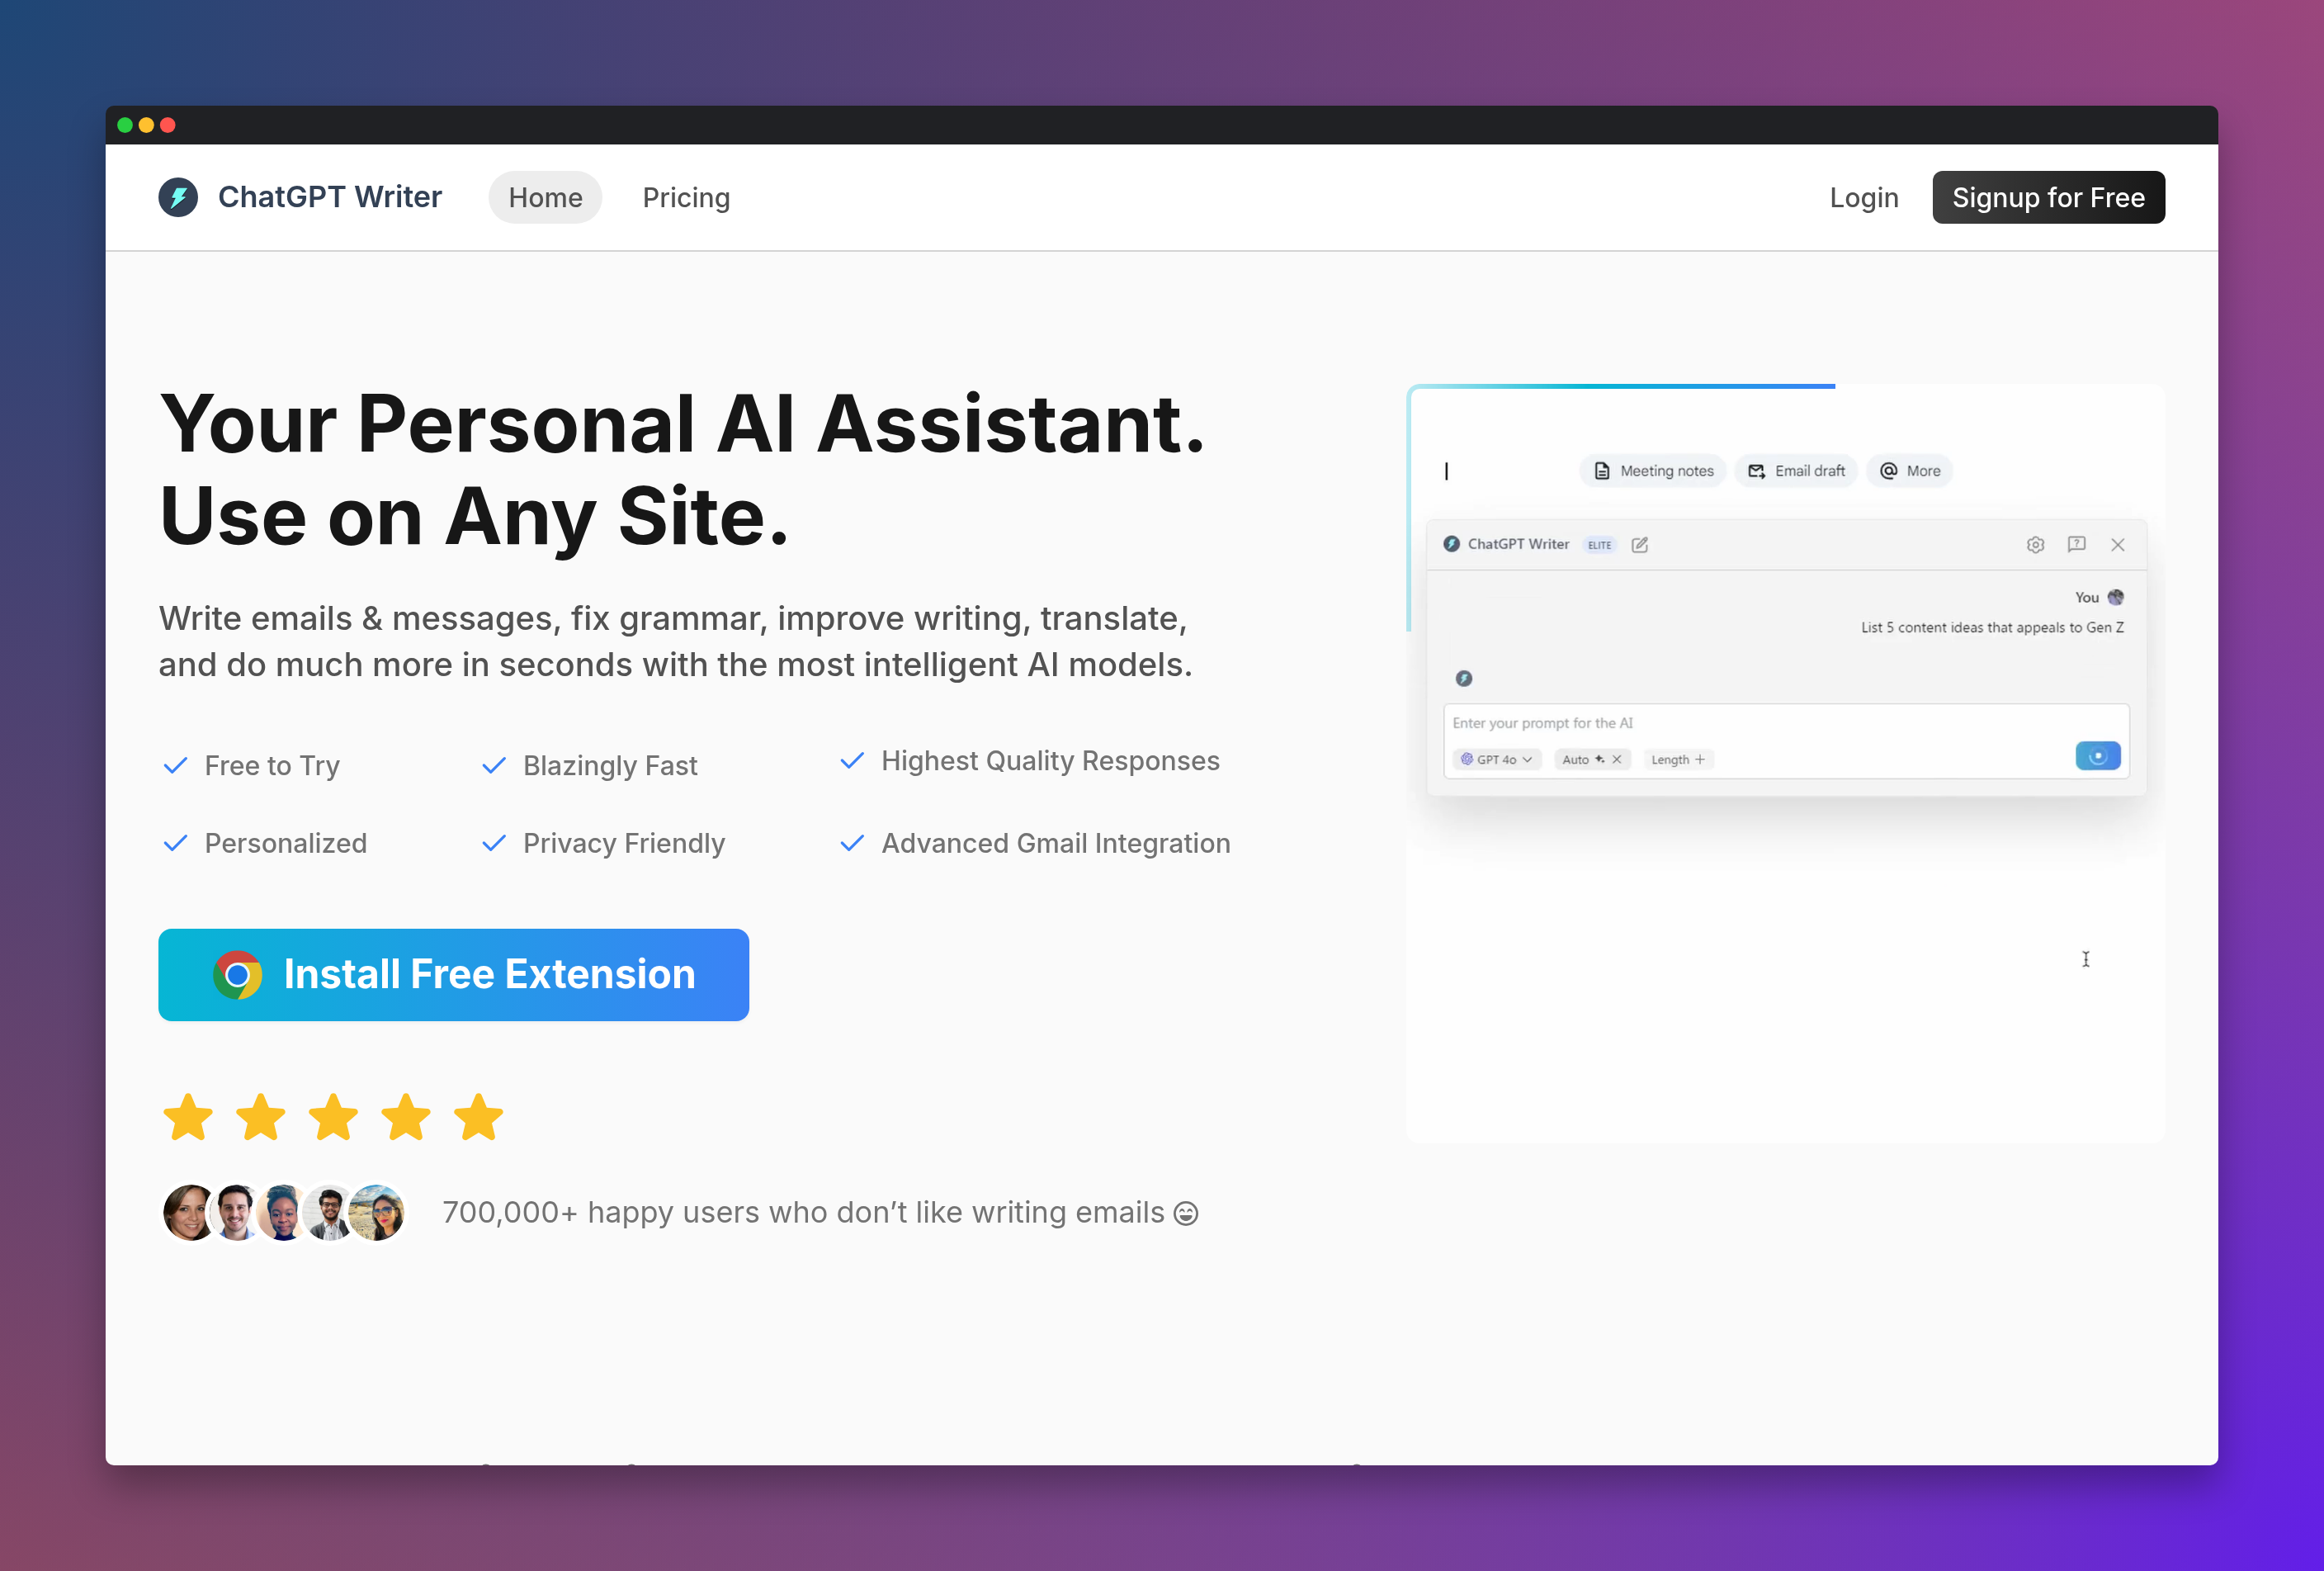 ChatGPT Writer
Home
Pricing
Login
Signup for Free
Your Personal AI Assistant.
Use on Any Site.
Write emails & messages, fix grammar, improve writing, translate,
and do much more in seconds with the most intelligent AI models.
Free to Try
Blazingly Fast
Highest Quality Responses
Personalized
Privacy Friendly
Advanced Gmail Integration
Install Free Extension
700,000+ happy users who don’t like writing emails 😄
Meeting notes
Email draft
More
ChatGPT Writer
ELITE
You
List 5 content ideas that appeals to Gen Z
Enter your prompt for the AI
GPT 4o
Auto
Length +